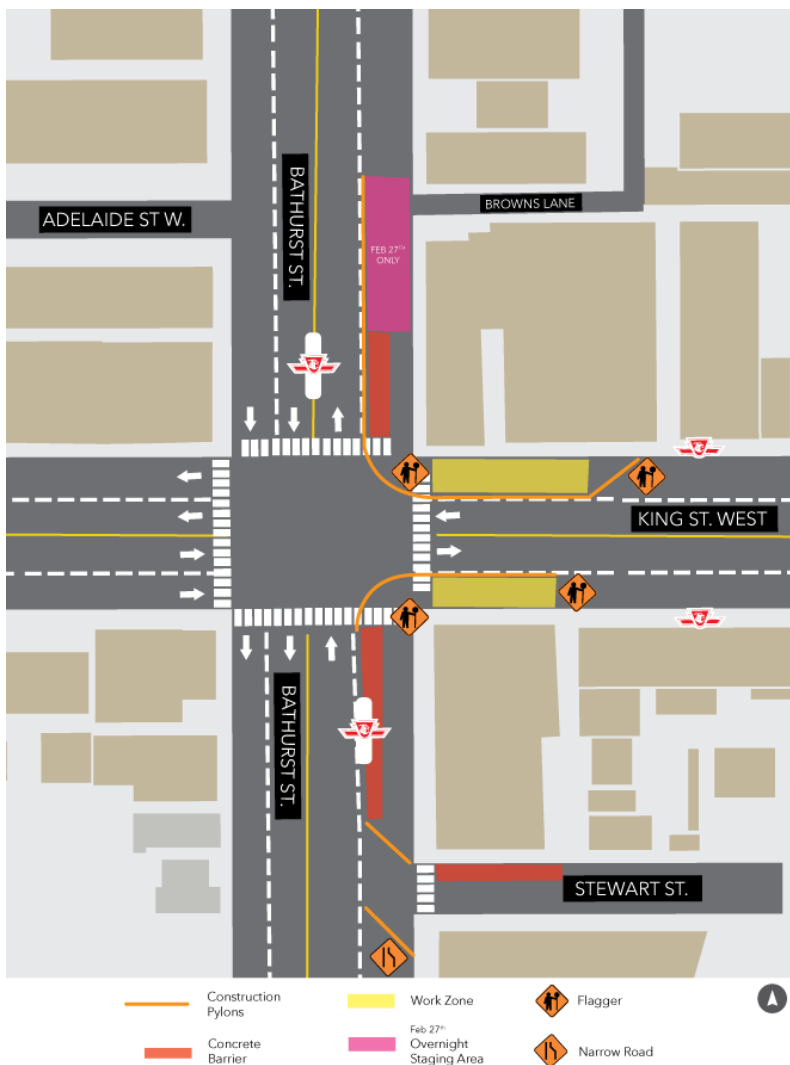 BATHURST ST.
ADELAIDE ST W.
BROWNS LANE
FEB 27TH
ONLY
KING ST. WEST
BATHURST ST.
STEWART ST.
Construction
Pylons
Work Zone
Flagger
Concrete
Barrier
Feb 27th
Overnight
Staging Area
Narrow Road